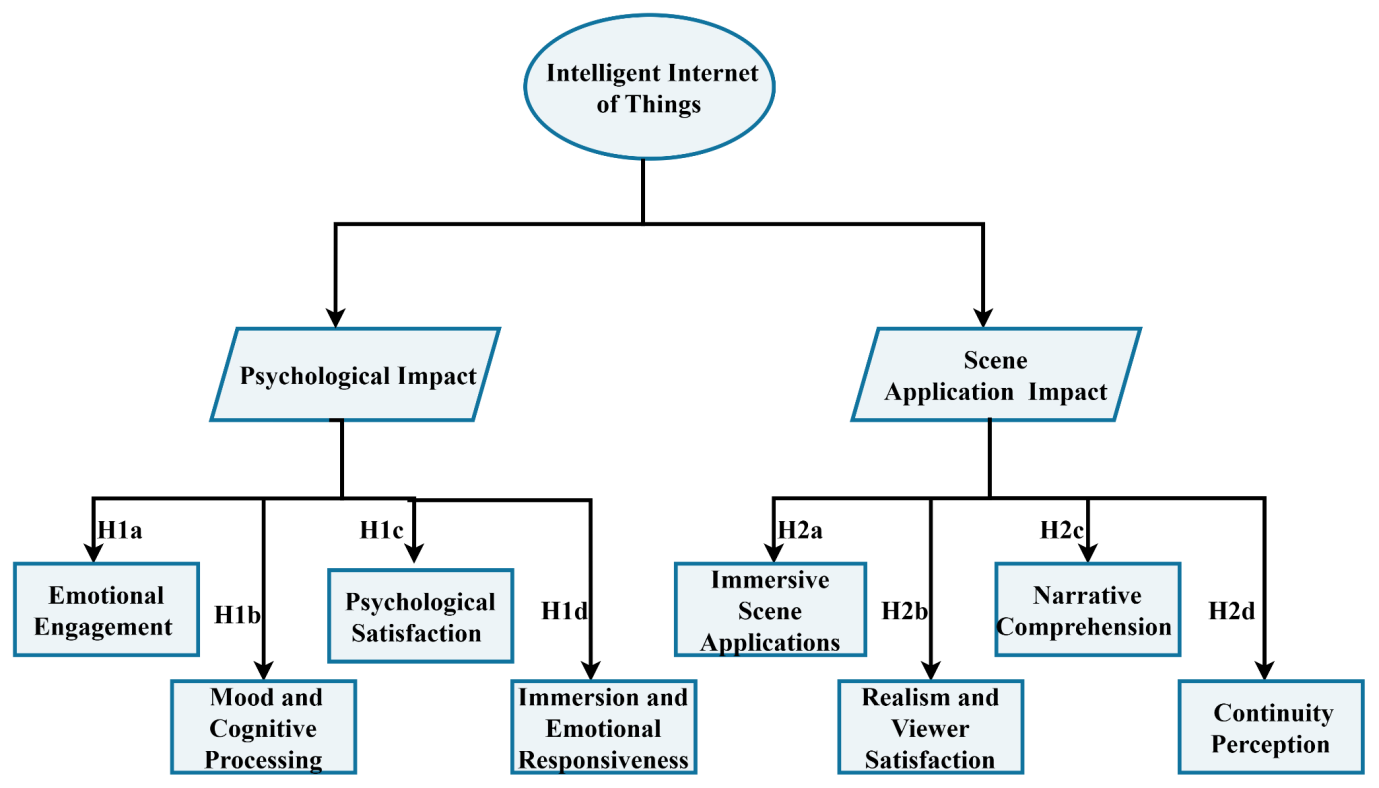 Intelligent Internet
of Things
Psychological Impact
Scene
Application Impact
H1a
H1c
H2a
H2c
Emotional
Engagement
H1b
Psychological
Satisfaction
H1d
Immersive
Scene
Applications
H2b
Narrative
Comprehension
H2d
Mood and
Cognitive
Processing
Immersion and
Emotional
Responsiveness
Realism and
Viewer
Satisfaction
Continuity
Perception